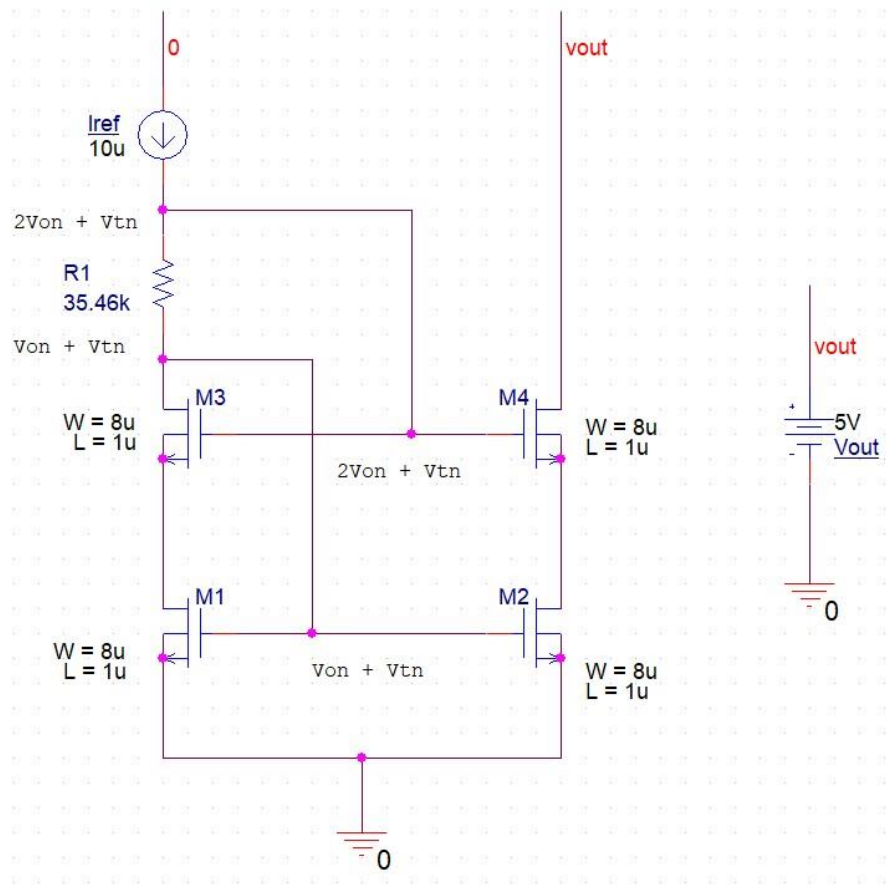 0
vout
Iref
10u
2Von + Vtn
R1
35.46k
Von + Vtn
vout
M3
M4
W = 8u
L = 1u
W = 8u
L = 1u
+
5V
Vout
-
2Von + Vtn
M1
M2
0
W = 8u
L = 1u
Von + Vtn
W = 8u
L = 1u
0